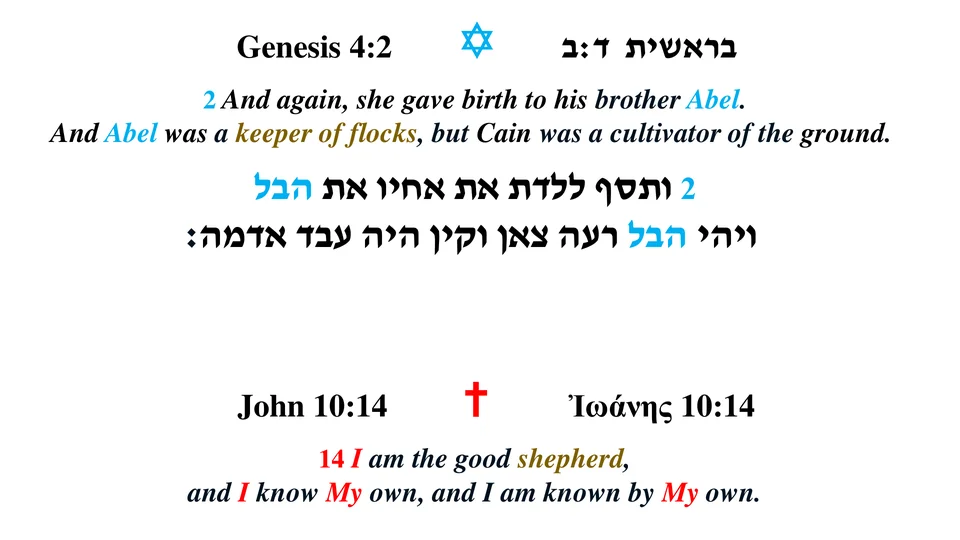 Genesis 4:2 ✡ בראשית ד:ב
2 And again, she gave birth to his brother Abel.
And Abel was a keeper of flocks, but Cain was a cultivator of the ground.
2 ותסף ללדת את אחיו את הבל
ויהי הבל רעה צאן וקין היה עבד אדמה:
John 10:14 ✝ Ἰωάνης 10:14
14 I am the good shepherd,
and I know My own, and I am known by My own.